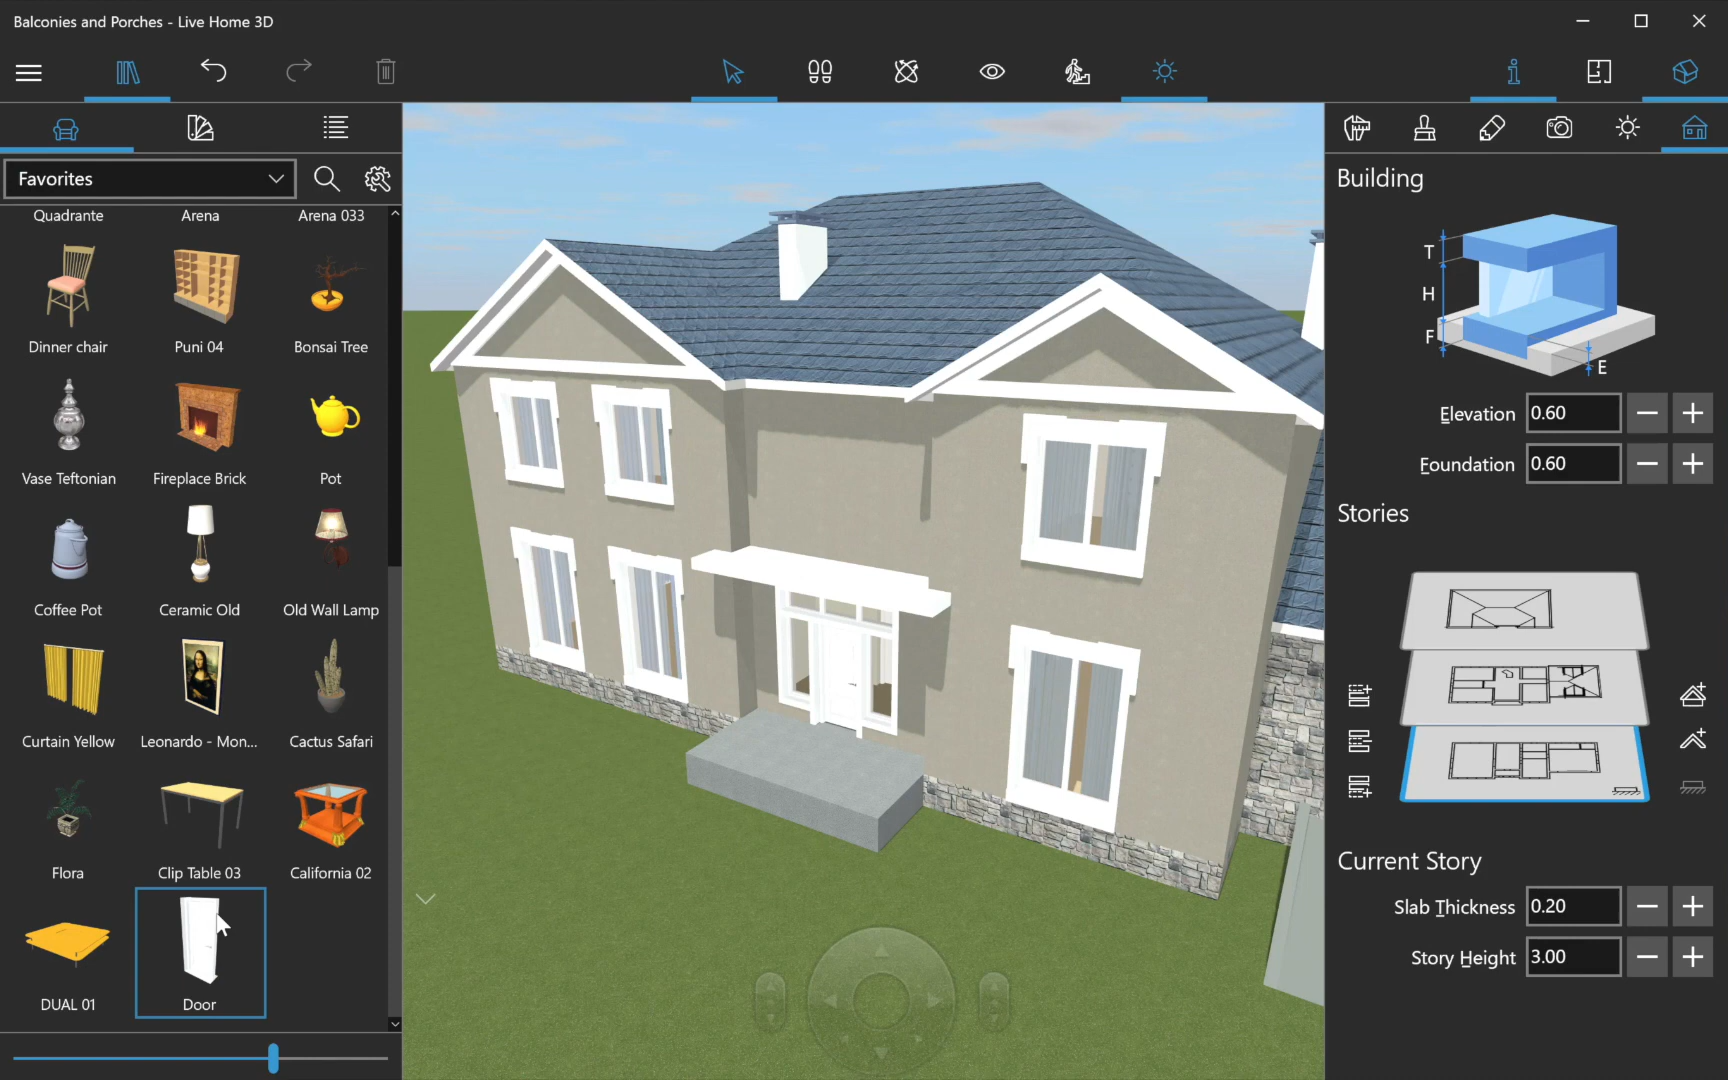 Balconies and Porches - Live Home 3D
Favorites
Quadrante Arena Arena 033
Dinner chair Puni 04 Bonsai Tree
Vase Teftonian Fireplace Brick Pot
Coffee Pot Ceramic Old Old Wall Lamp
Curtain Yellow Leonardo - Mon... Cactus Safari
Flora Clip Table 03 California 02
DUAL 01 Door
Building
T
H
F
E
Elevation 0.60
Foundation 0.60
Stories
Current Story
Slab Thickness 0.20
Story Height 3.00